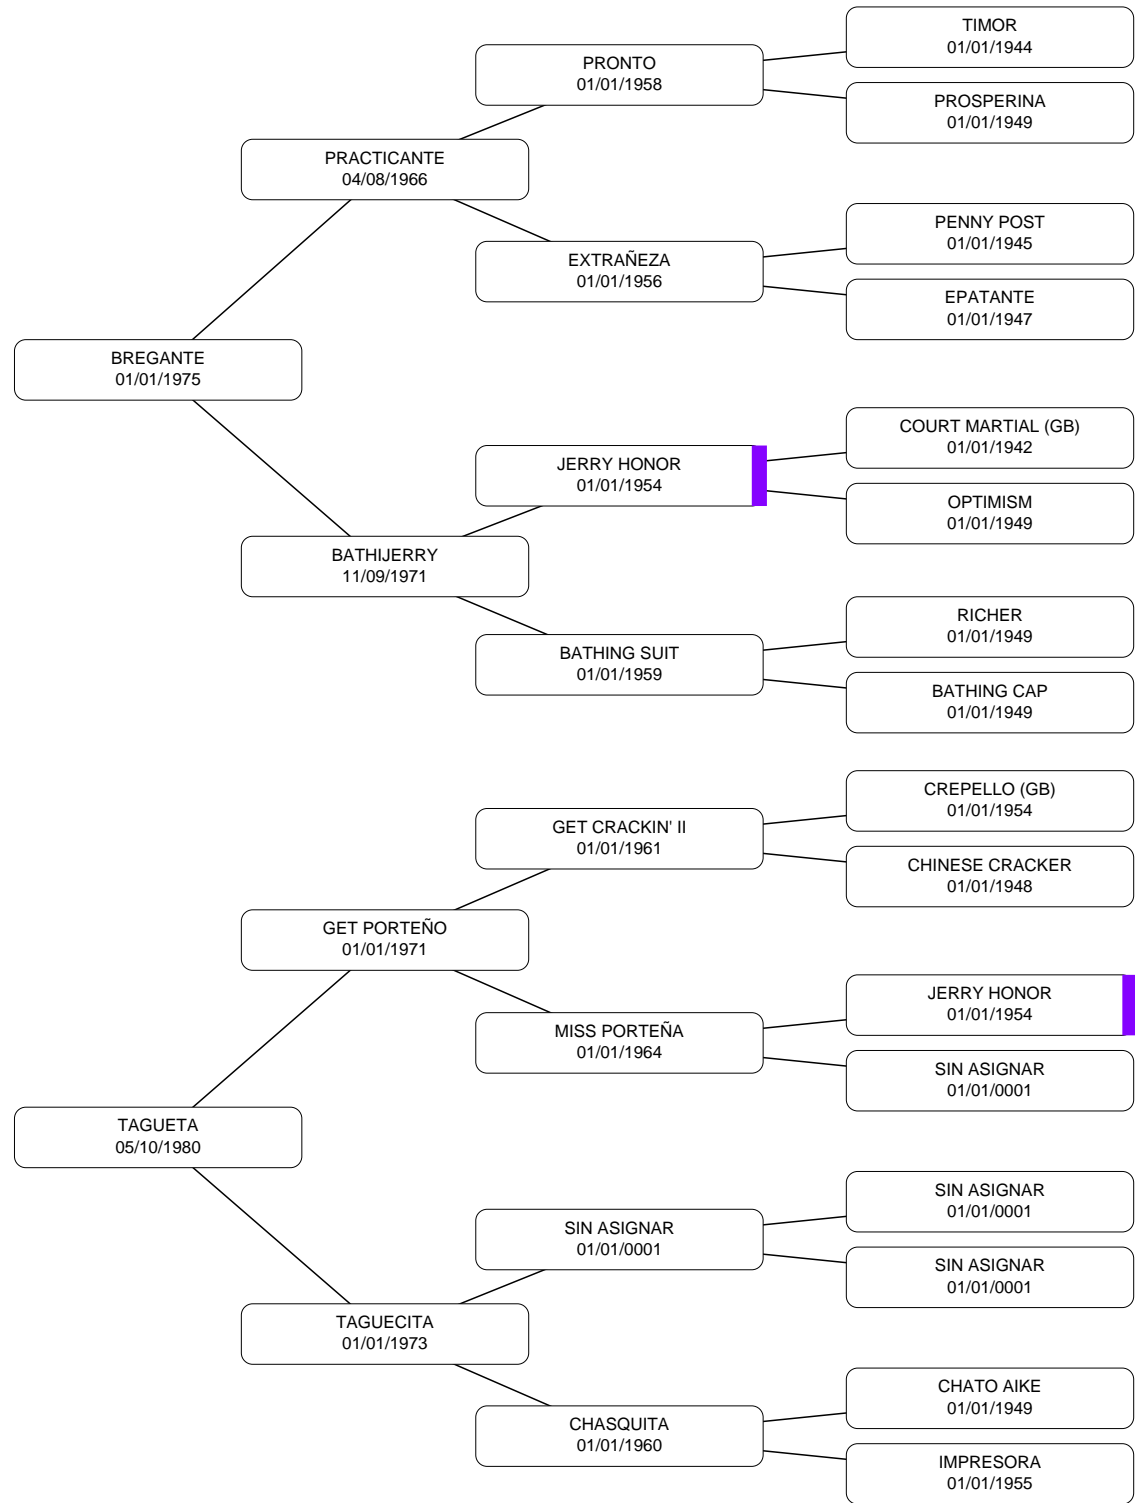 TIMOR
01/01/1944
PRONTO
01/01/1958
PROSPERINA
01/01/1949
PRACTICANTE
04/08/1966
PENNY POST
01/01/1945
EXTRAÑEZA
01/01/1956
EPATANTE
01/01/1947
BREGANTE
01/01/1975
COURT MARTIAL (GB)
01/01/1942
JERRY HONOR
01/01/1954
OPTIMISM
01/01/1949
BATHIJERRY
11/09/1971
RICHER
01/01/1949
BATHING SUIT
01/01/1959
BATHING CAP
01/01/1949
CREPELLO (GB)
01/01/1954
GET CRACKIN' II
01/01/1961
CHINESE CRACKER
01/01/1948
GET PORTEÑO
01/01/1971
JERRY HONOR
01/01/1954
MISS PORTEÑA
01/01/1964
SIN ASIGNAR
01/01/0001
TAGUETA
05/10/1980
SIN ASIGNAR
01/01/0001
SIN ASIGNAR
01/01/0001
SIN ASIGNAR
01/01/0001
TAGUECITA
01/01/1973
CHATO AIKE
01/01/1949
CHASQUITA
01/01/1960
IMPRESORA
01/01/1955